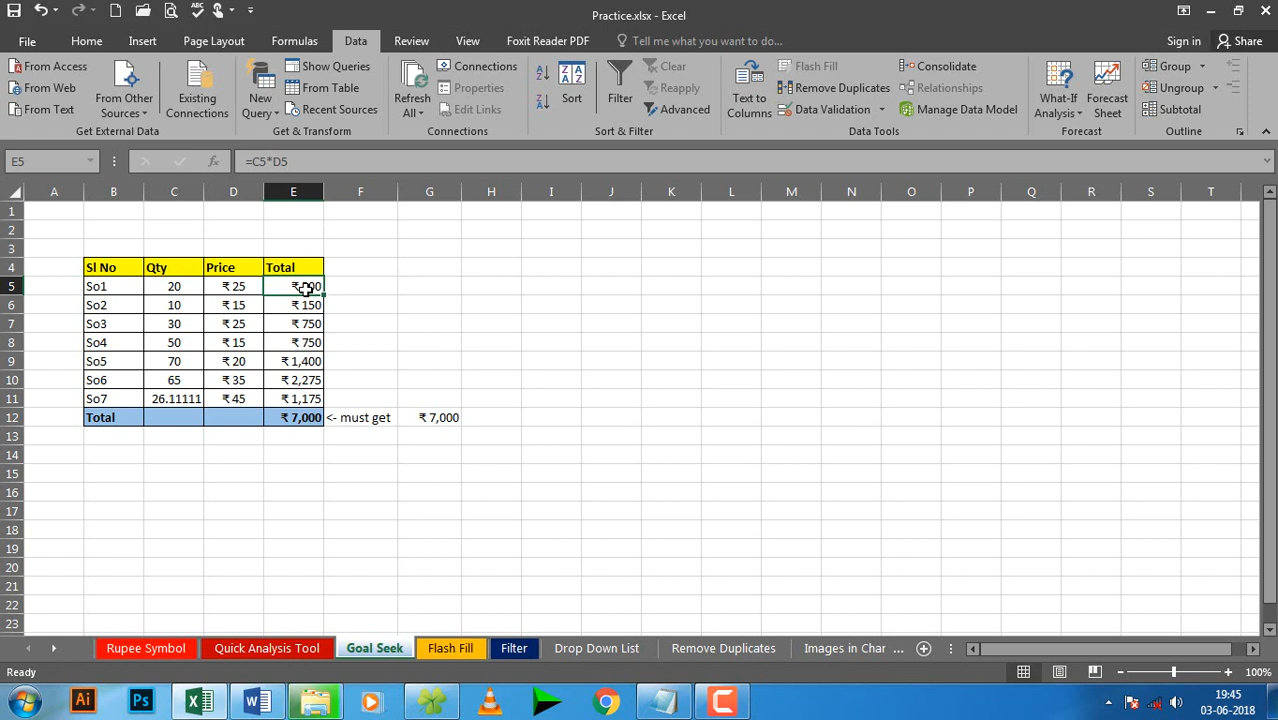 Practice.xlsx - Excel
File Home Insert Page Layout Formulas Data Review View Foxit Reader PDF Tell me what you want to do... Sign in Share
From Access
From Web
From Text
From Other Sources
Existing Connections
Get External Data
New Query
Show Queries
From Table
Recent Sources
Get & Transform
Refresh All
Connections
Properties
Edit Links
Connections
Sort
Filter
Clear
Reapply
Advanced
Sort & Filter
Text to Columns
Flash Fill
Remove Duplicates
Data Validation
Consolidate
Relationships
Manage Data Model
Data Tools
What-If Analysis
Forecast Sheet
Forecast
Group
Ungroup
Subtotal
Outline
E5 fx =C5*D5
A B C D E F G H I J K L M N O P Q R S T
1
2
3
4 Sl No Qty Price Total
5 So1 20 ₹ 25
6 So2 10 ₹ 15 ₹ 150
7 So3 30 ₹ 25 ₹ 750
8 So4 50 ₹ 15 ₹ 750
9 So5 70 ₹ 20 ₹ 1,400
10 So6 65 ₹ 35 ₹ 2,275
11 So7 26.11111 ₹ 45 ₹ 1,175
12 Total ₹ 7,000 <- must get ₹ 7,000
13
14
15
16
17
18
19
20
21
22
23
Rupee Symbol Quick Analysis Tool Goal Seek Flash Fill Filter Drop Down List Remove Duplicates Images in Char ...
Ready 100%
Ai Ps 19:45
03-06-2018